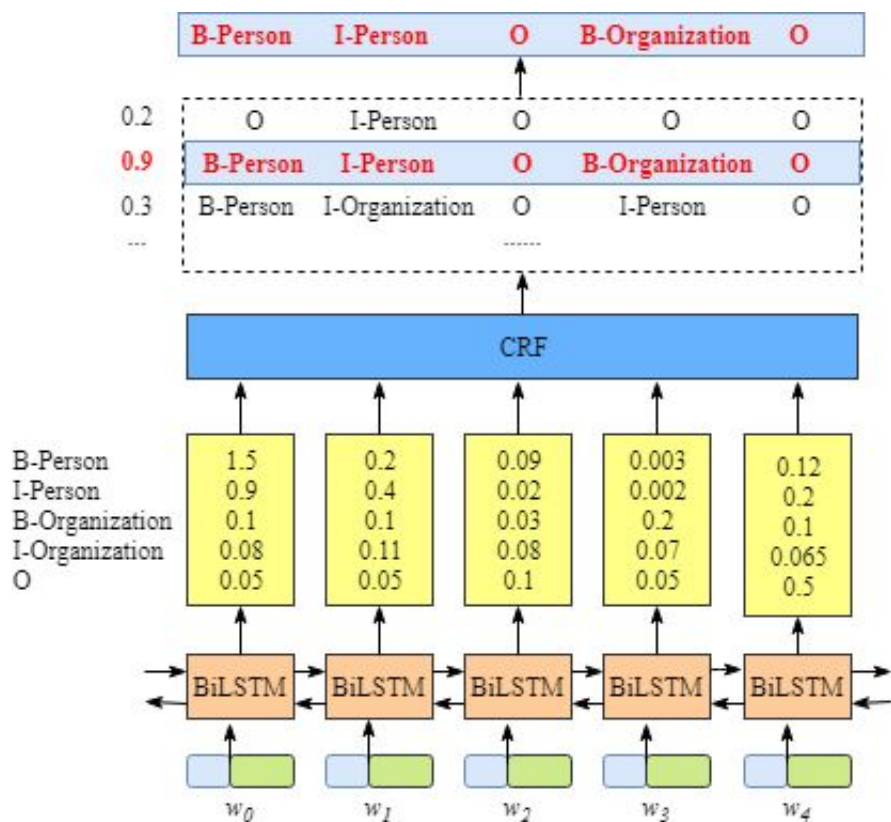 B-Person I-Person O B-Organization O
0.2 O I-Person O O O
0.9 B-Person I-Person O B-Organization O
0.3 B-Person I-Organization O I-Person O
... ......
CRF
B-Person 1.5 0.2 0.09 0.003 0.12
I-Person 0.9 0.4 0.02 0.002 0.2
B-Organization 0.1 0.1 0.03 0.2 0.1
I-Organization 0.08 0.11 0.08 0.07 0.065
O 0.05 0.05 0.1 0.05 0.5
BiLSTM BiLSTM BiLSTM BiLSTM BiLSTM
w0 w1 w2 w3 w4